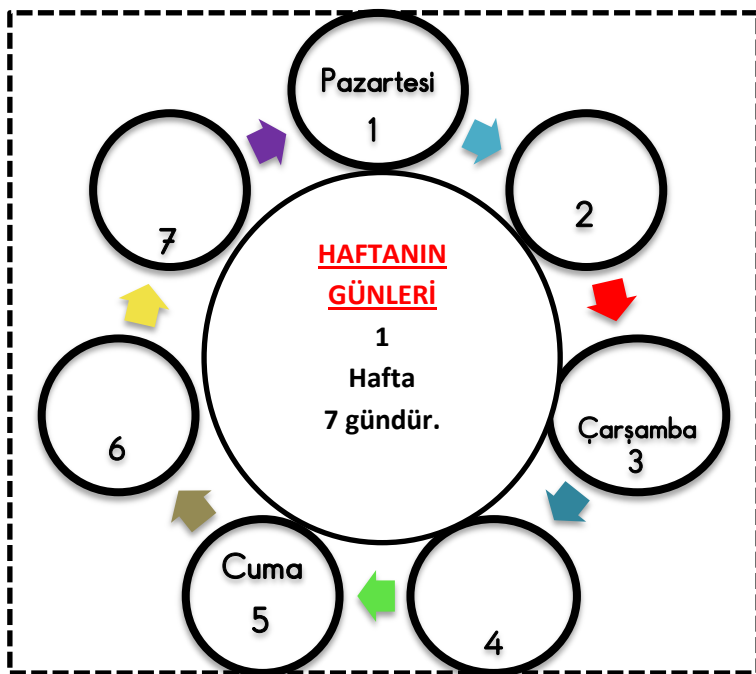 Pazartesi
1
2
Çarşamba
3
4
Cuma
5
6
7
HAFTANIN
GÜNLERİ
1
Hafta
7 gündür.